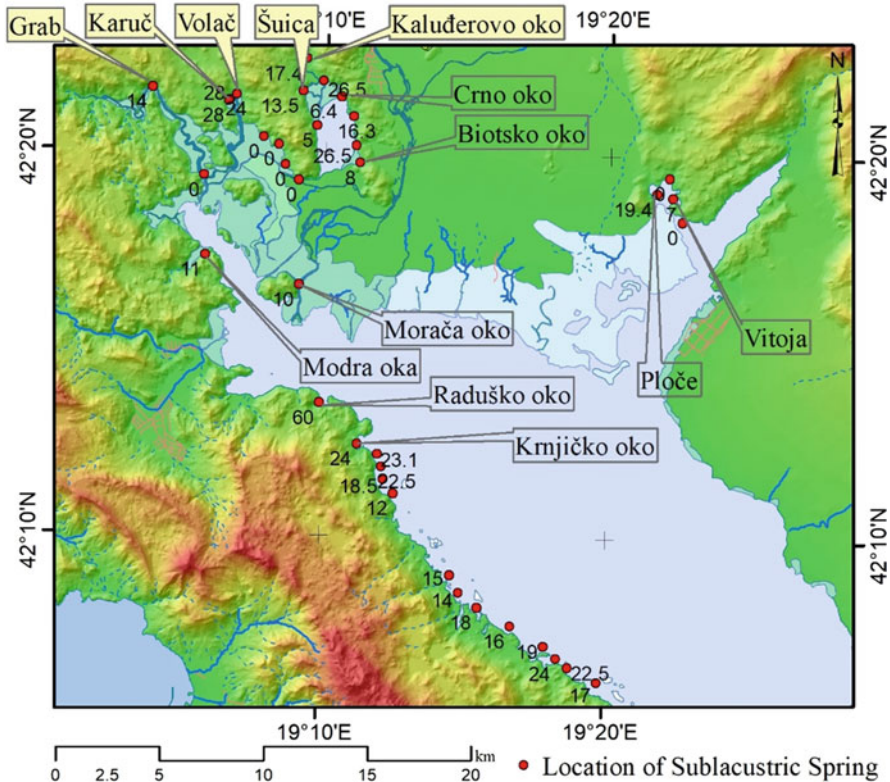 19°10'E
19°20'E
Grab
Karuč
Volač
Šuica
Kaluđerovo oko
N
14
28
28
24
17.4
13.5
26.5
Crno oko
6.4
5
16.3
26.5
Biotsko oko
8
42°20'N
42°20'N
0
0
0
0
0
19.4
7
0
11
10
Morača oko
Modra oka
Vitoja
Ploče
Raduško oko
60
Krnjičko oko
24
23.1
18.5
22.5
12
42°10'N
42°10'N
15
14
18
16
19
24
22.5
17
19°10'E
19°20'E
km
0 2.5 5 10 15 20
Location of Sublacustric Spring